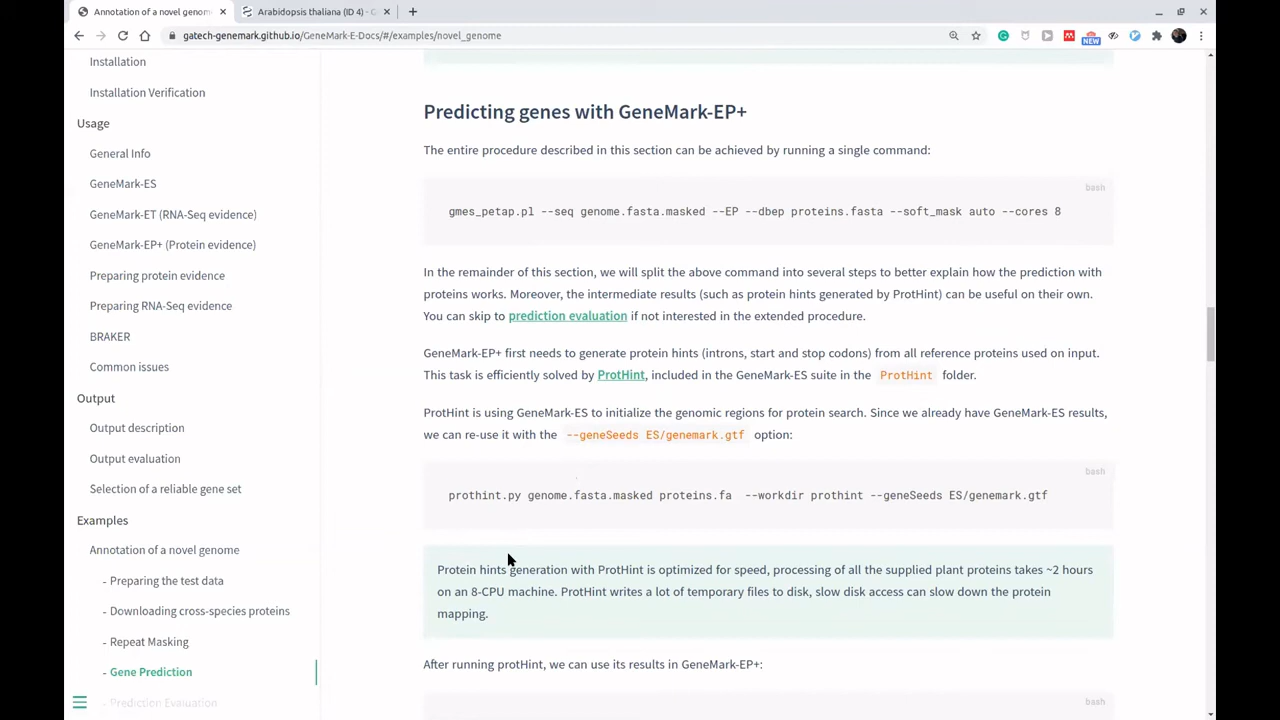 Annotation of a novel genom
Arabidopsis thaliana (ID 4) -
gatech-genemark.github.io/GeneMark-E-Docs/#/examples/novel_genome
NEW
Installation
Installation Verification
Usage
General Info
GeneMark-ES
GeneMark-ET (RNA-Seq evidence)
GeneMark-EP+ (Protein evidence)
Preparing protein evidence
Preparing RNA-Seq evidence
BRAKER
Common issues
Output
Output description
Output evaluation
Selection of a reliable gene set
Examples
Annotation of a novel genome
- Preparing the test data
- Downloading cross-species proteins
- Repeat Masking
- Gene Prediction
- Prediction Evaluation
Predicting genes with GeneMark-EP+
The entire procedure described in this section can be achieved by running a single command:
bash
gmes_petap.pl --seq genome.fasta.masked --EP --dbep proteins.fasta --soft_mask auto --cores 8
In the remainder of this section, we will split the above command into several steps to better explain how the prediction with
proteins works. Moreover, the intermediate results (such as protein hints generated by ProtHint) can be useful on their own.
You can skip to prediction evaluation if not interested in the extended procedure.
GeneMark-EP+ first needs to generate protein hints (introns, start and stop codons) from all reference proteins used on input.
This task is efficiently solved by ProtHint, included in the GeneMark-ES suite in the ProtHint folder.
ProtHint is using GeneMark-ES to initialize the genomic regions for protein search. Since we already have GeneMark-ES results,
we can re-use it with the --geneSeeds ES/genemark.gtf option:
bash
prothint.py genome.fasta.masked proteins.fa --workdir prothint --geneSeeds ES/genemark.gtf
Protein hints generation with ProtHint is optimized for speed, processing of all the supplied plant proteins takes ~2 hours
on an 8-CPU machine. ProtHint writes a lot of temporary files to disk, slow disk access can slow down the protein
mapping.
After running protHint, we can use its results in GeneMark-EP+:
bash